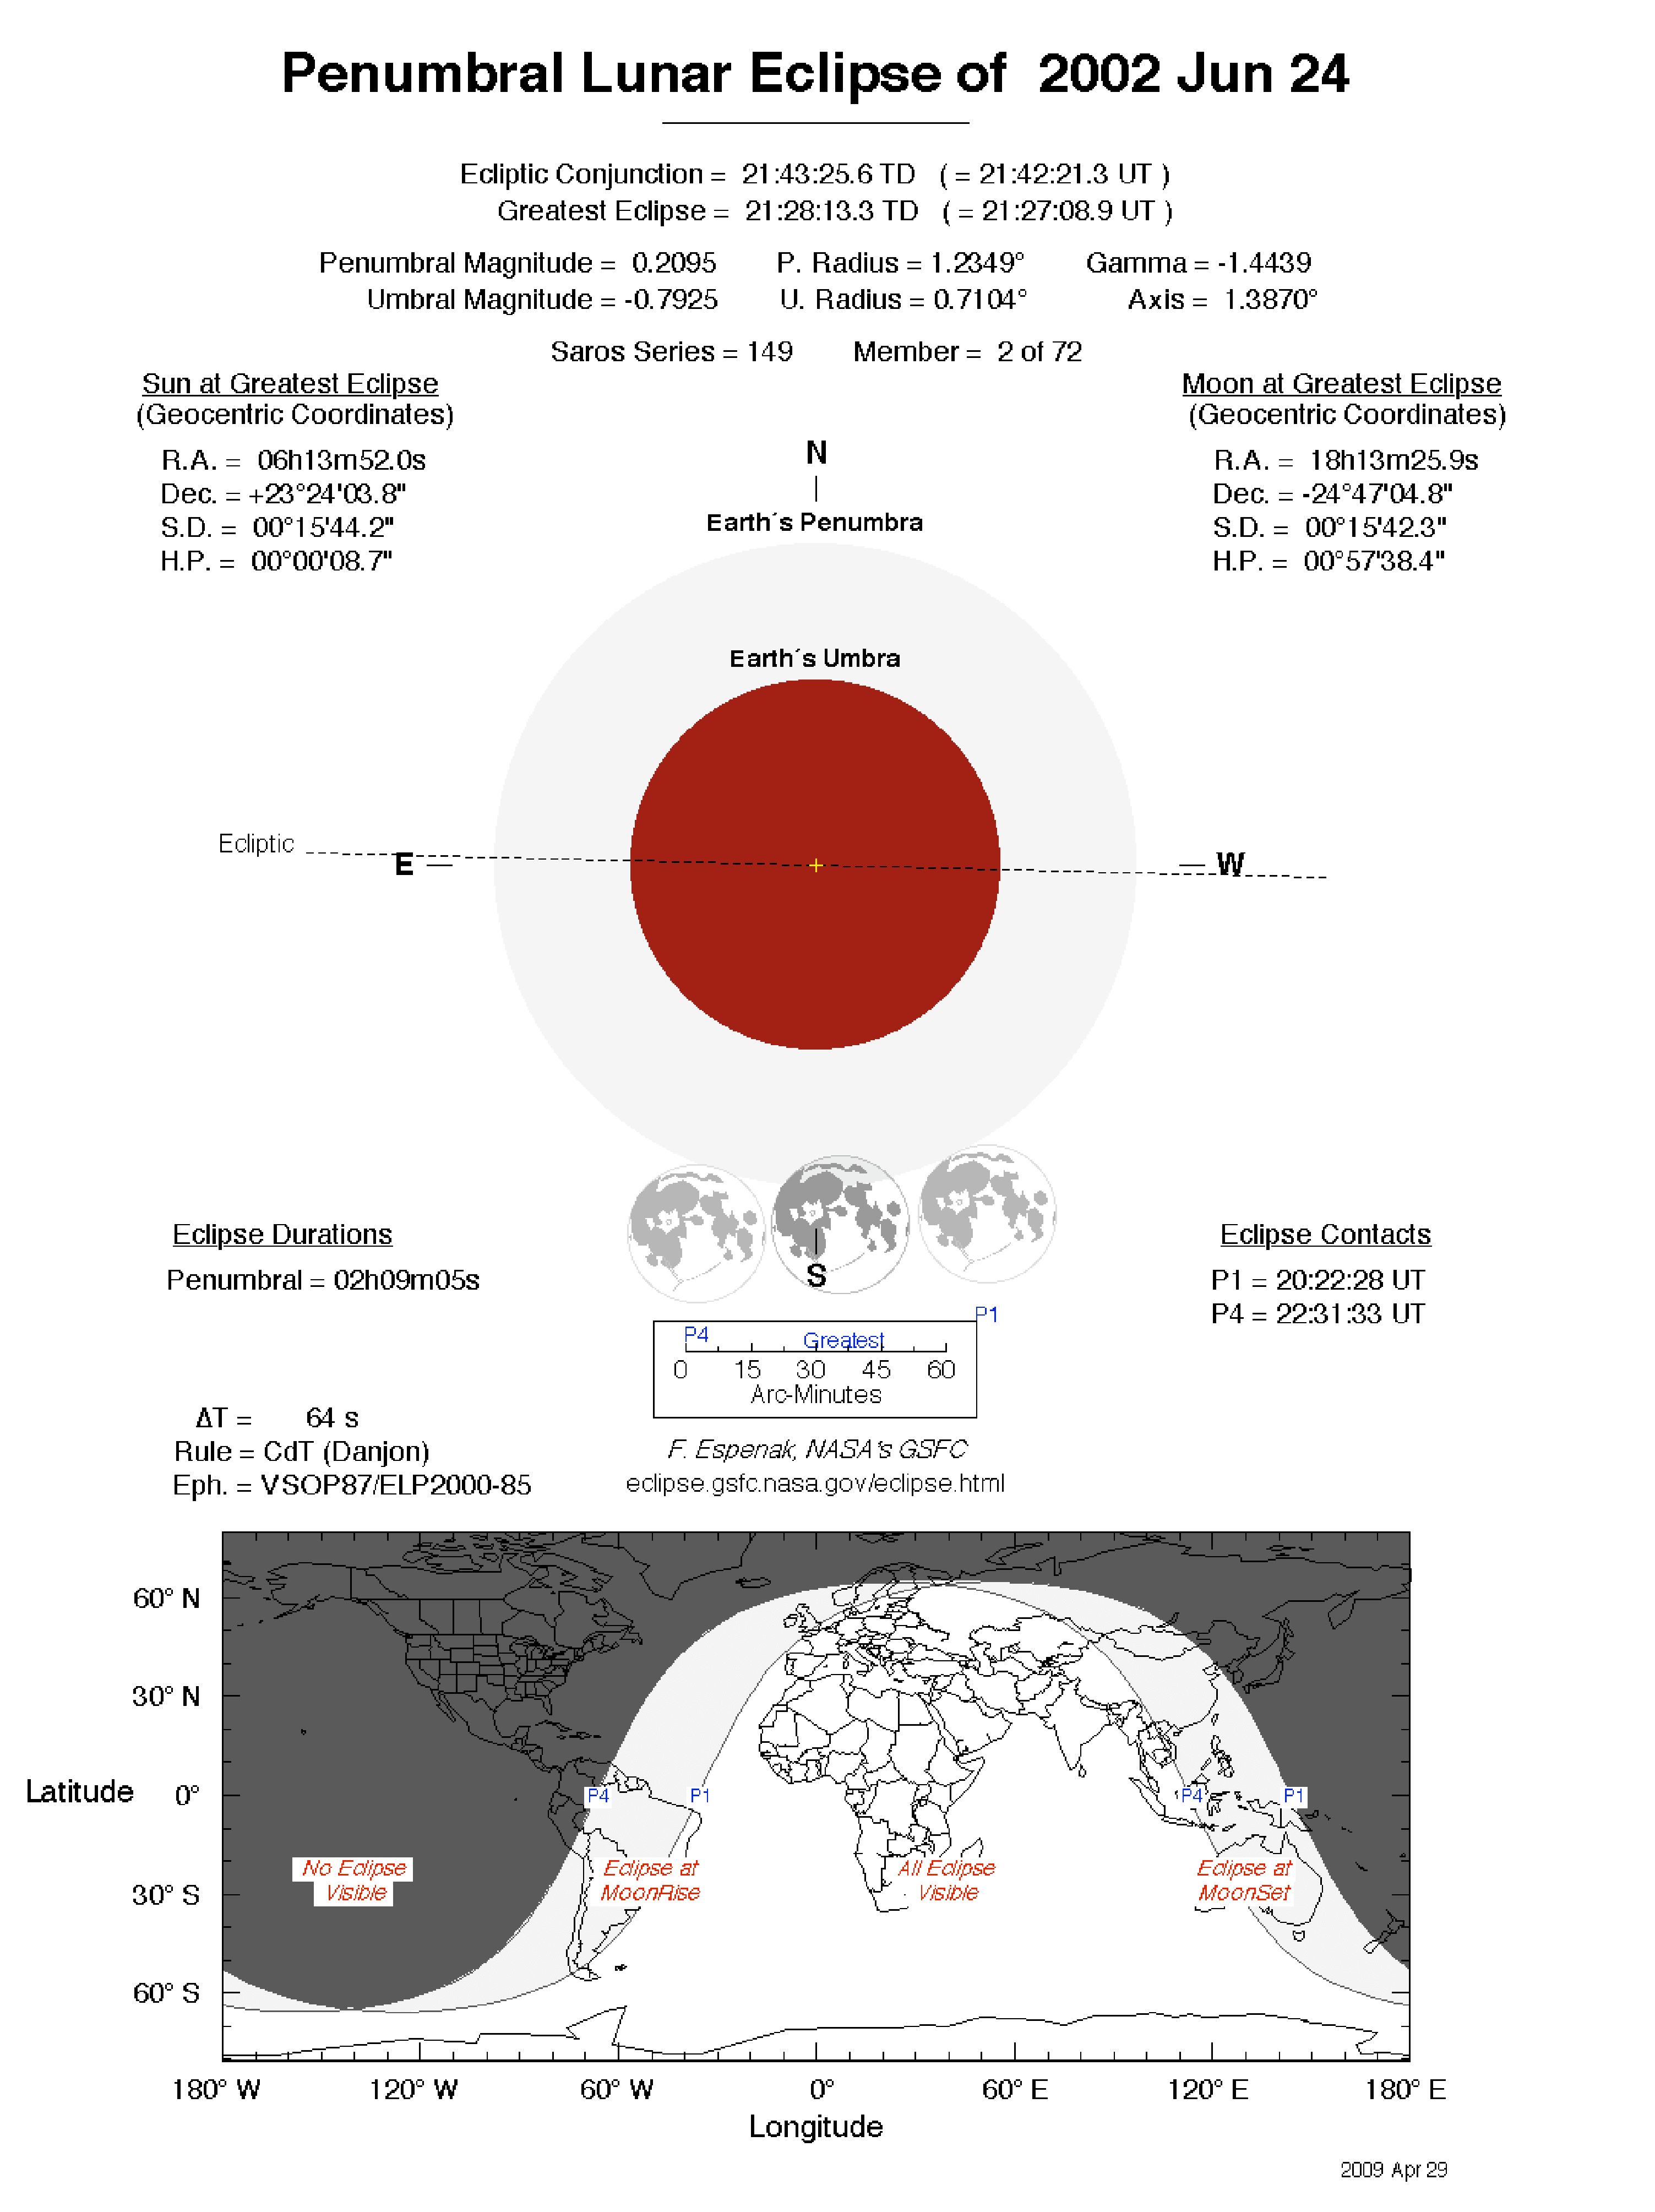 Penumbral Lunar Eclipse of 2002 Jun 24
Ecliptic Conjunction = 21:43:25.6 TD ( = 21:42:21.3 UT )
Greatest Eclipse = 21:28:13.3 TD ( = 21:27:08.9 UT )
Penumbral Magnitude = 0.2095 P. Radius = 1.2349° Gamma = -1.4439
Umbral Magnitude = -0.7925 U. Radius = 0.7104° Axis = 1.3870°
Saros Series = 149 Member = 2 of 72
Sun at Greatest Eclipse
(Geocentric Coordinates)
R.A. = 06h13m52.0s
Dec. = +23°24'03.8"
S.D. = 00°15'44.2"
H.P. = 00°00'08.7"
Moon at Greatest Eclipse
(Geocentric Coordinates)
R.A. = 18h13m25.9s
Dec. = -24°47'04.8"
S.D. = 00°15'42.3"
H.P. = 00°57'38.4"
N
Earth´s Penumbra
Earth´s Umbra
Ecliptic
E
W
S
Eclipse Durations
Penumbral = 02h09m05s
Eclipse Contacts
P1 = 20:22:28 UT
P4 = 22:31:33 UT
P1
P4
Greatest
0 15 30 45 60
Arc-Minutes
ΔT = 64 s
Rule = CdT (Danjon)
Eph. = VSOP87/ELP2000-85
F. Espenak, NASA's GSFC
eclipse.gsfc.nasa.gov/eclipse.html
60° N
30° N
Latitude 0°
30° S
60° S
P4 P1 P4 P1
No Eclipse
Visible
Eclipse at
MoonRise
All Eclipse
Visible
Eclipse at
MoonSet
180° W 120° W 60° W 0° 60° E 120° E 180° E
Longitude
2009 Apr 29